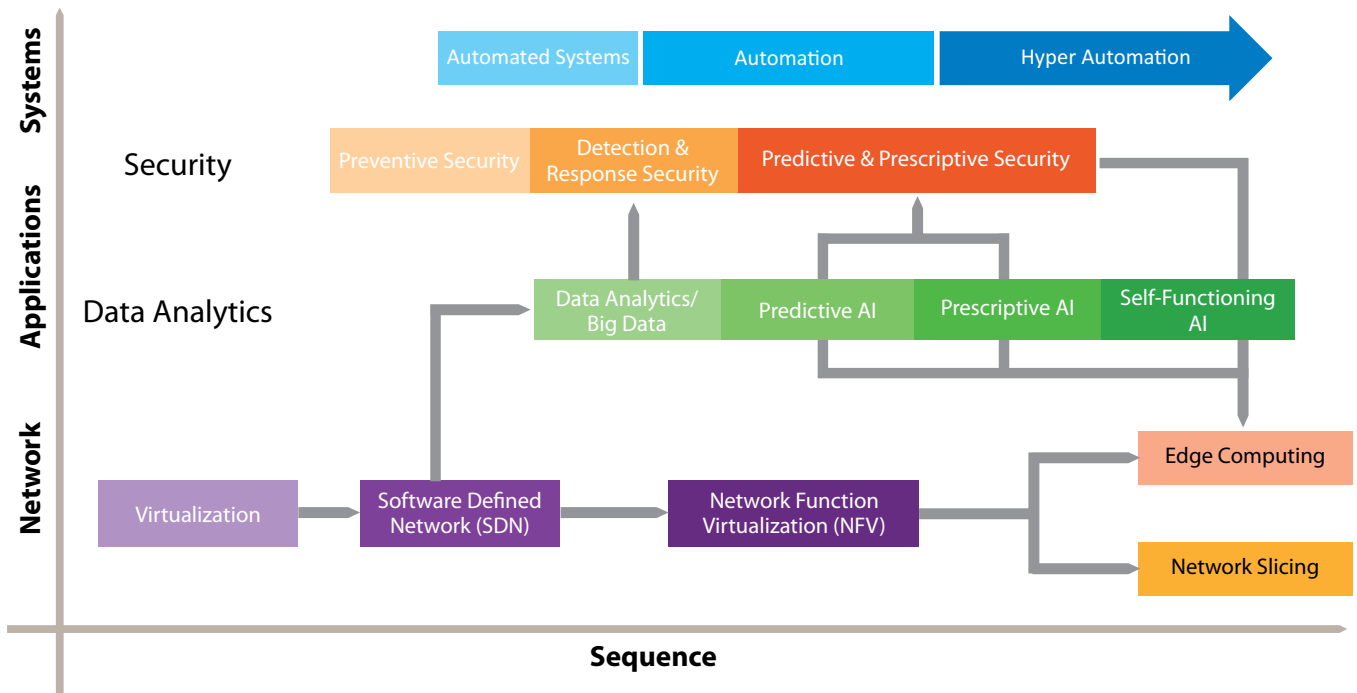 Systems
Automated Systems
Automation
Hyper Automation
Applications
Security
Preventive Security
Detection &
Response Security
Predictive & Prescriptive Security
Data Analytics
Data Analytics/
Big Data
Predictive AI
Prescriptive AI
Self-Functioning
AI
Network
Virtualization
Software Defined
Network (SDN)
Network Function
Virtualization (NFV)
Edge Computing
Network Slicing
Sequence